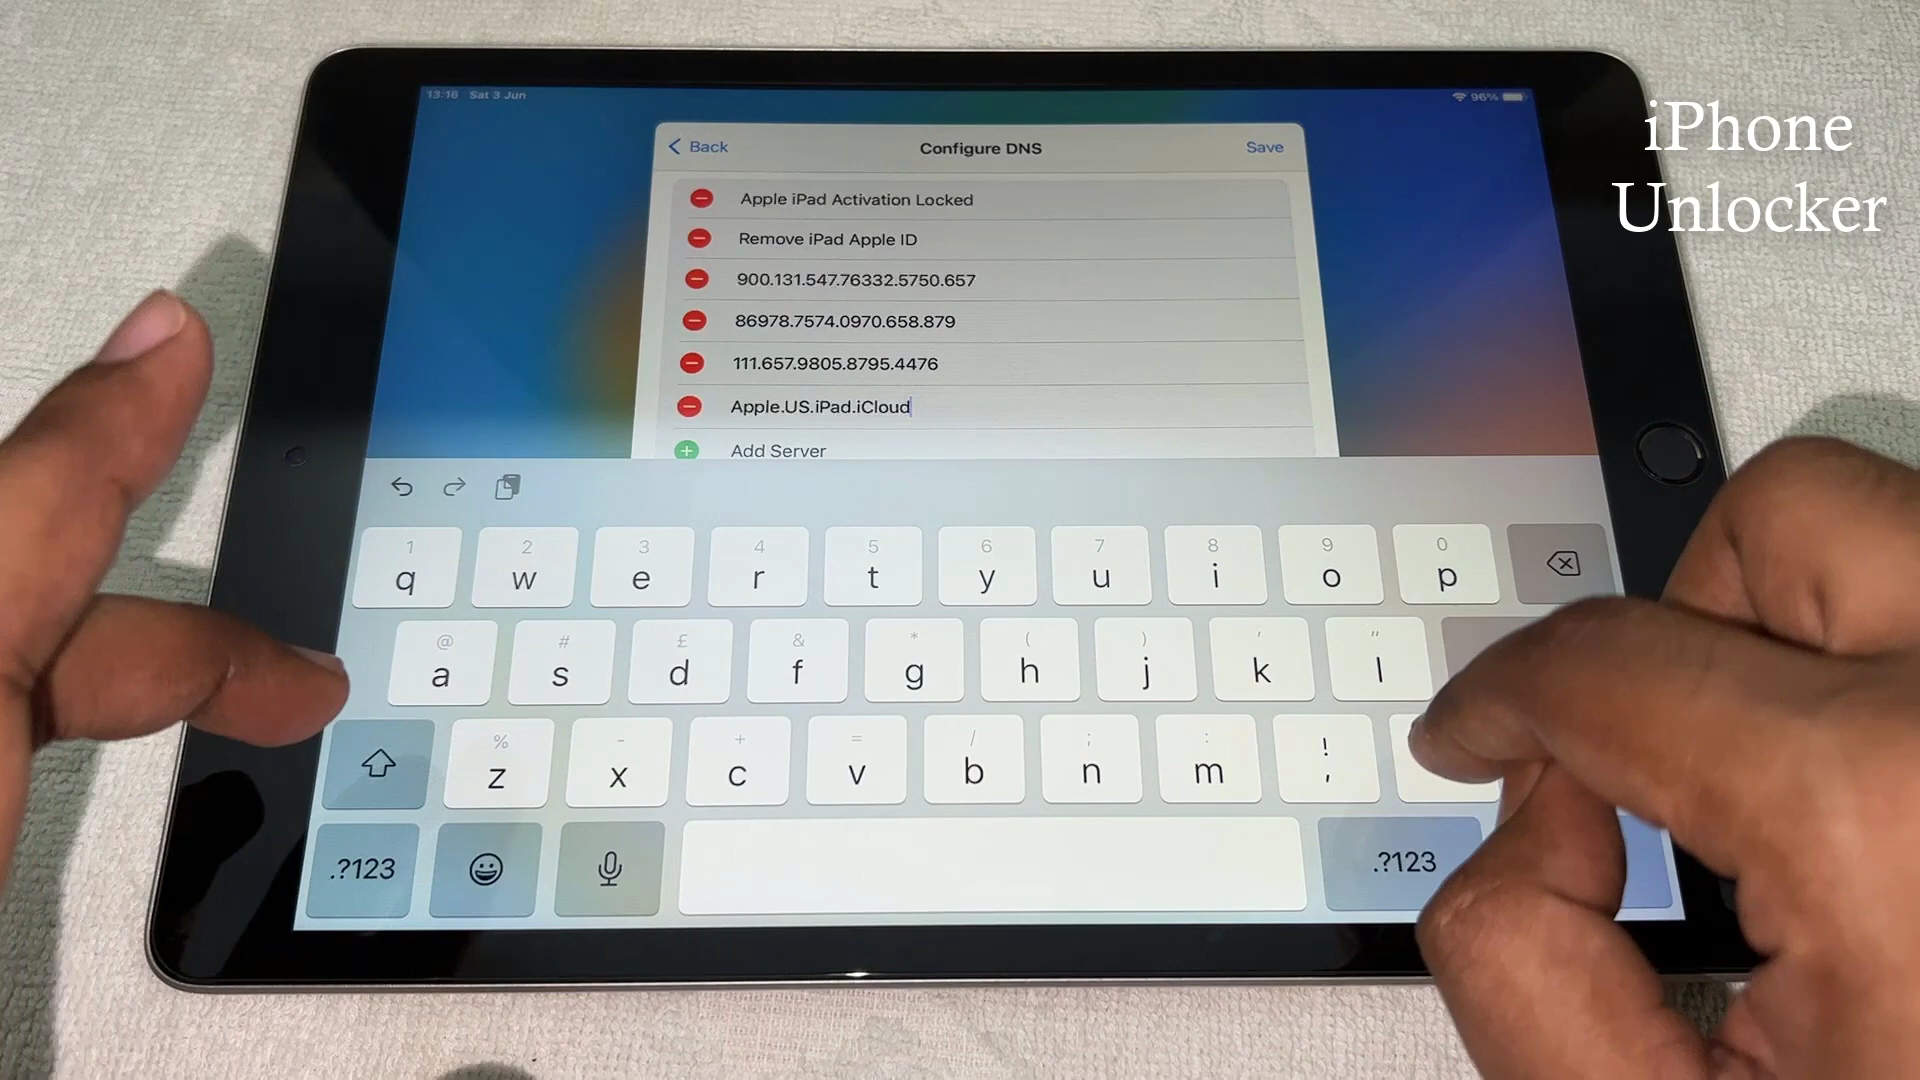 13:16 Sat 3 Jun
96%
iPhone
Unlocker
Back
Configure DNS
Save
Apple iPad Activation Locked
Remove iPad Apple ID
900.131.547.76332.5750.657
86978.7574.0970.658.879
111.657.9805.8795.4476
Apple.US.iPad.iCloud
Add Server
1 2 3 4 5 6 7 8 9 0
q w e r t y u i o p
@ # £ & * ( ) ' "
a s d f g h j k l
% - + = / ; : !
z x c v b n m ,
.?123 .?123